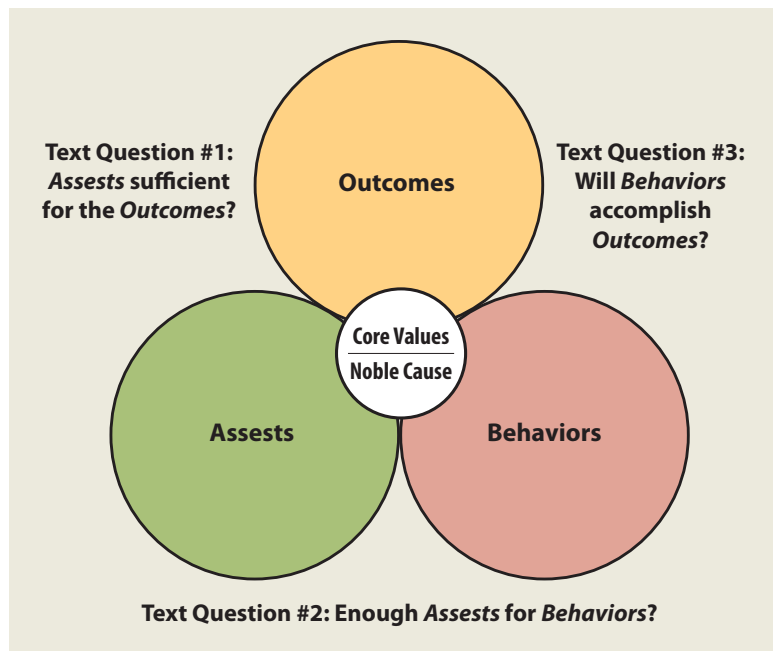 Outcomes
Text Question #1:
Assests sufficient
for the Outcomes?
Text Question #3:
Will Behaviors
accomplish
Outcomes?
Core Values
Noble Cause
Assests
Behaviors
Text Question #2: Enough Assests for Behaviors?